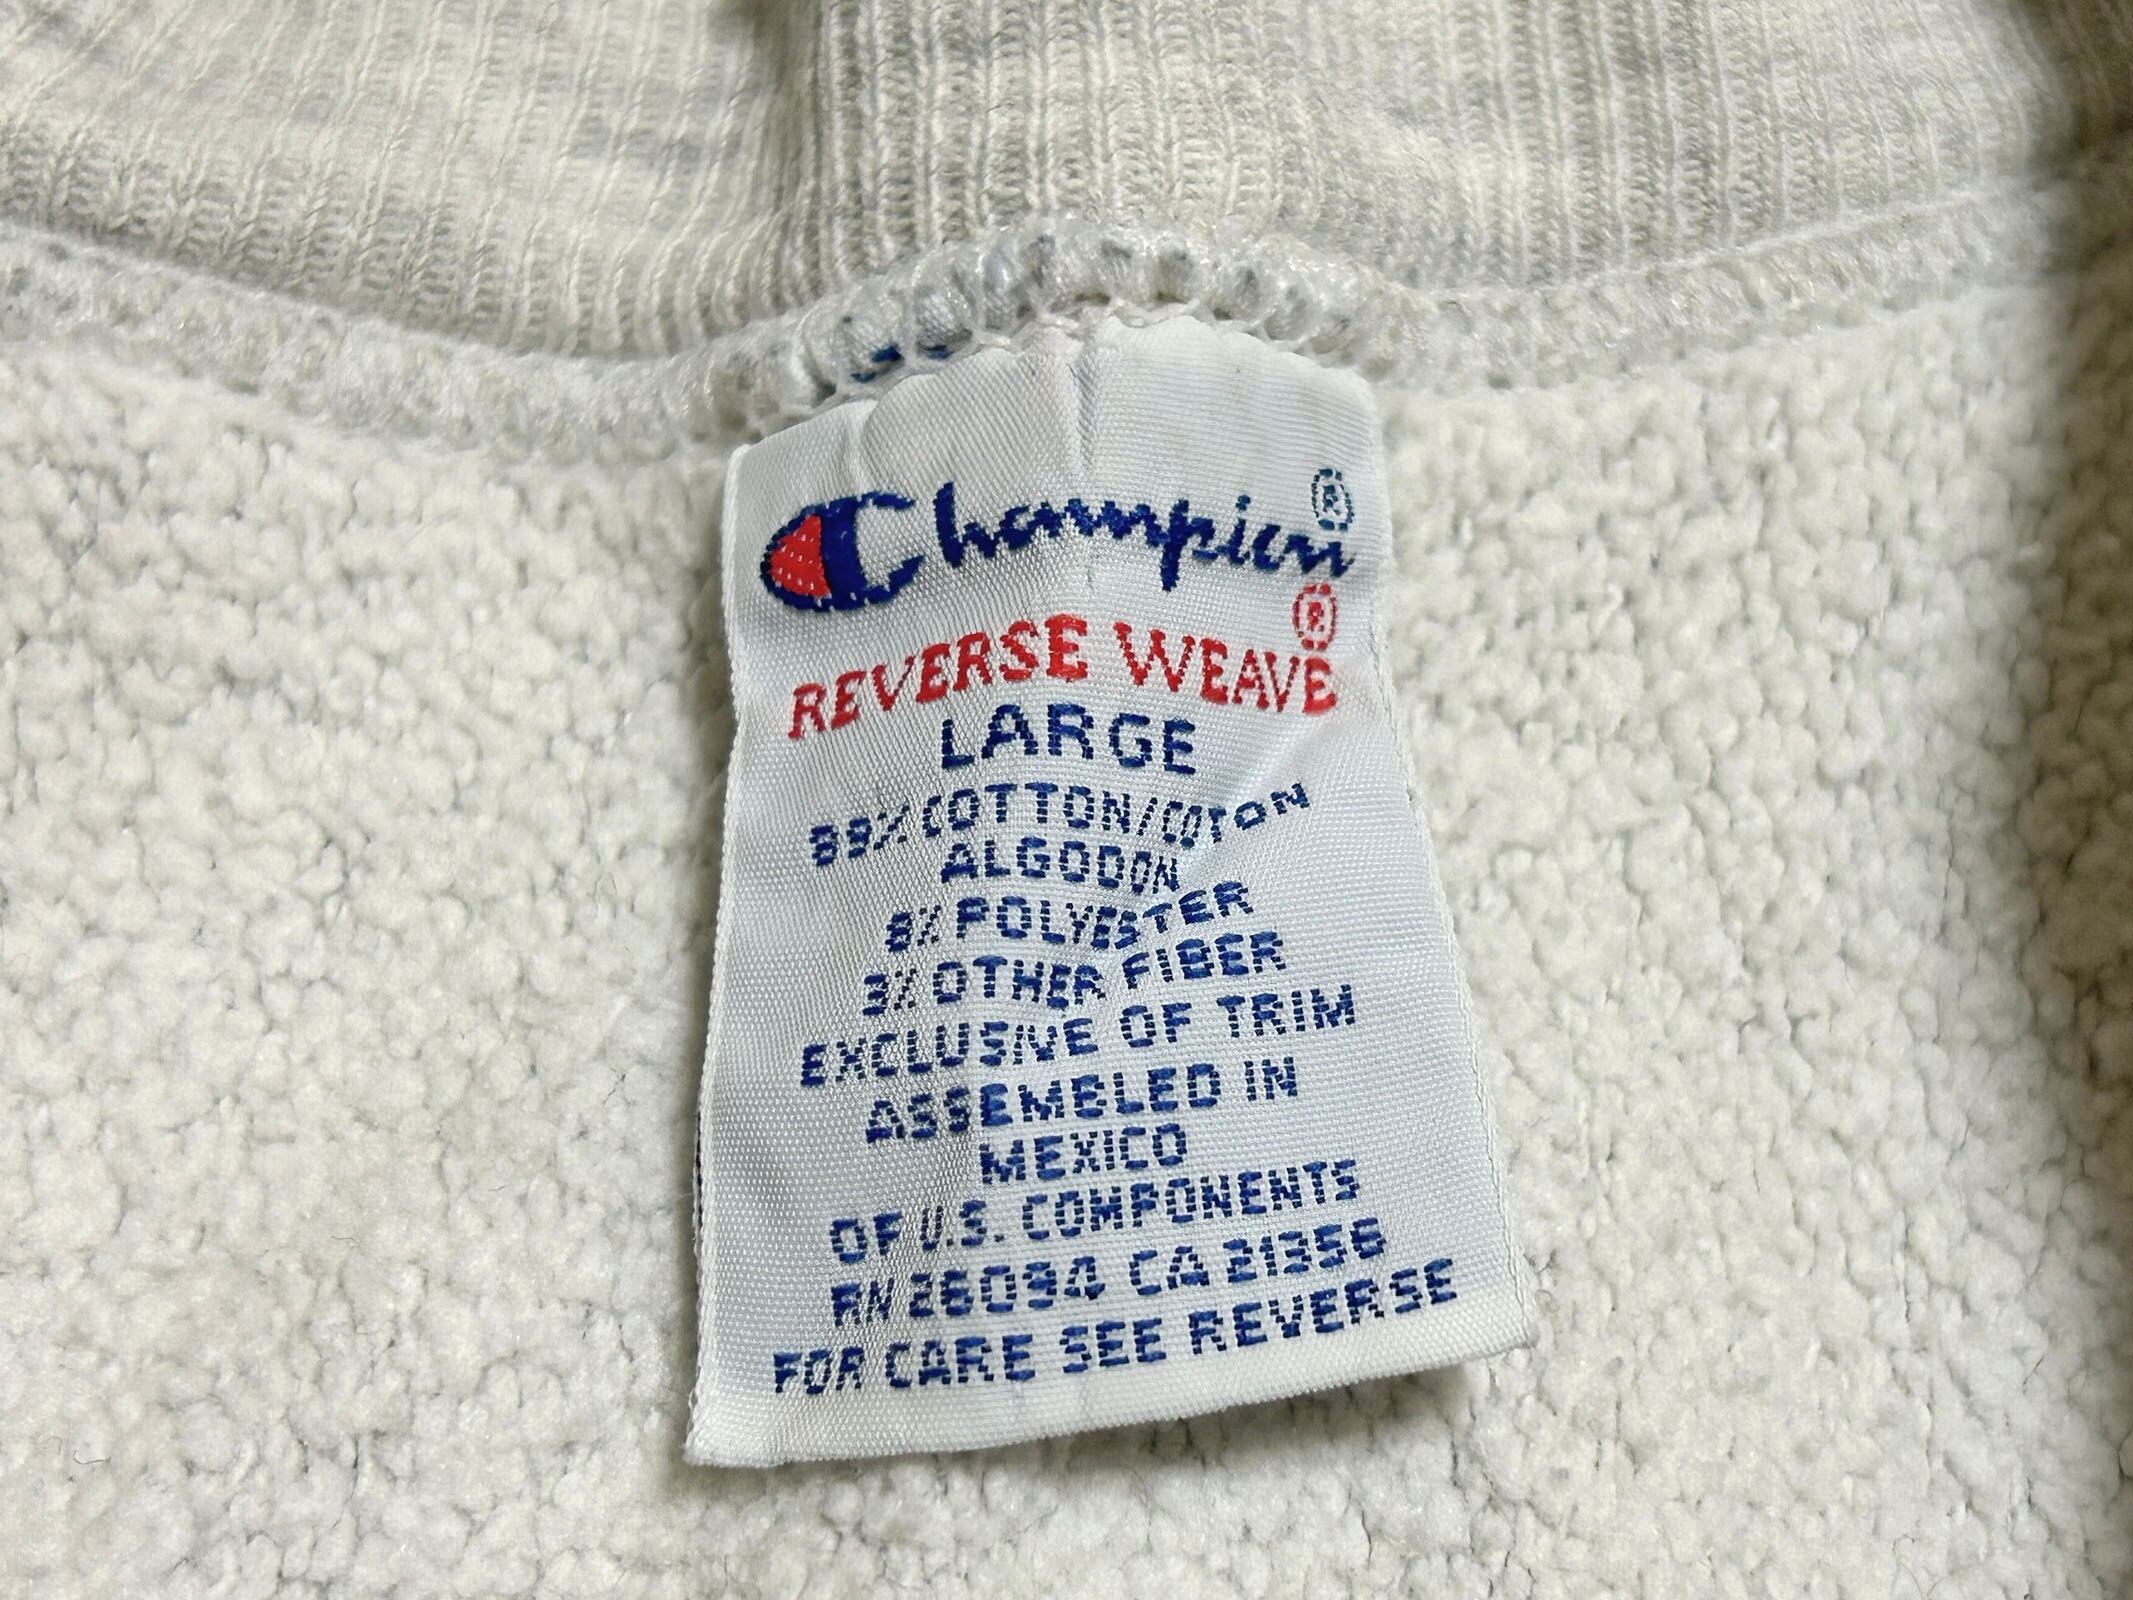 Champion®
REVERSE WEAVE®
LARGE
89% COTTON/COTON
ALGODON
8% POLYESTER
3% OTHER FIBER
EXCLUSIVE OF TRIM
ASSEMBLED IN
MEXICO
OF U.S. COMPONENTS
RN 26094 CA 21356
FOR CARE SEE REVERSE